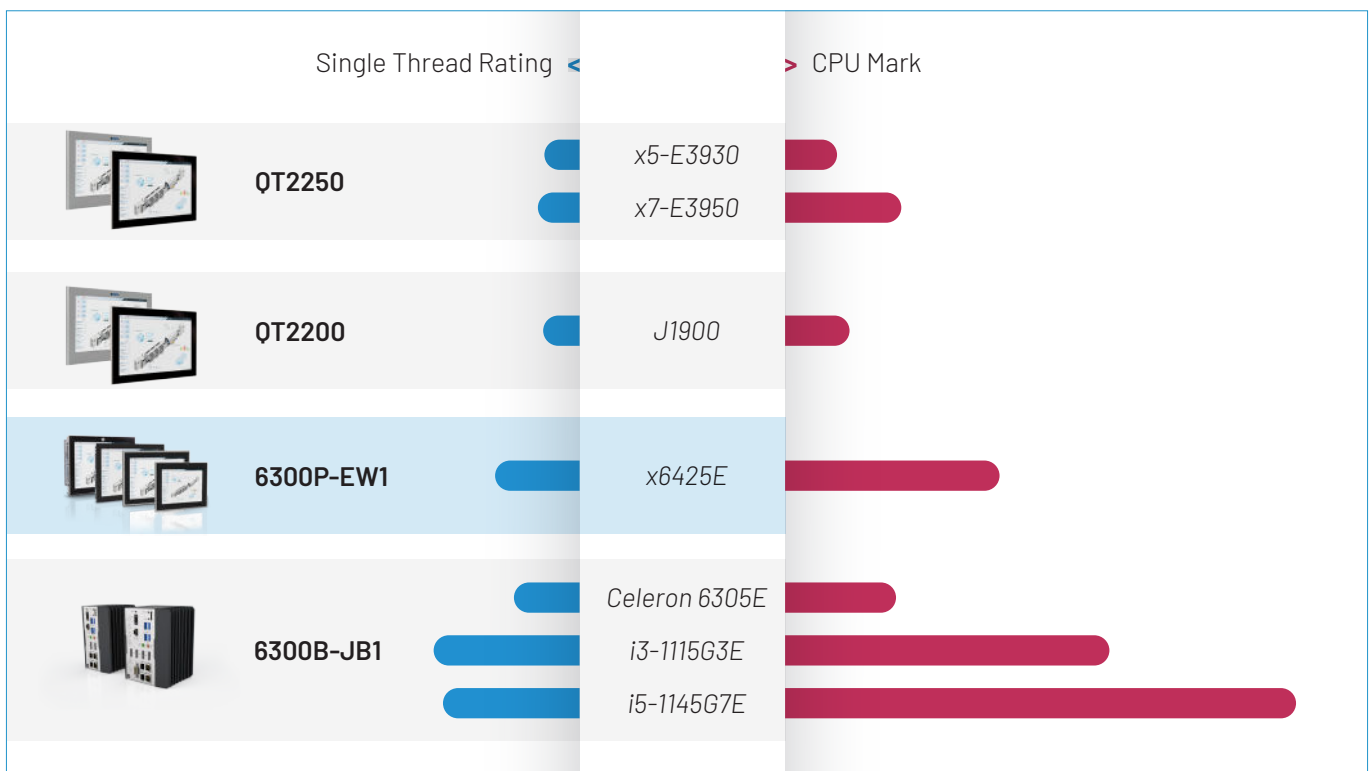 Single Thread Rating < > CPU Mark
QT2250
x5-E3930
x7-E3950
QT2200
J1900
6300P-EW1
x6425E
6300B-JB1
Celeron 6305E
i3-1115G3E
i5-1145G7E